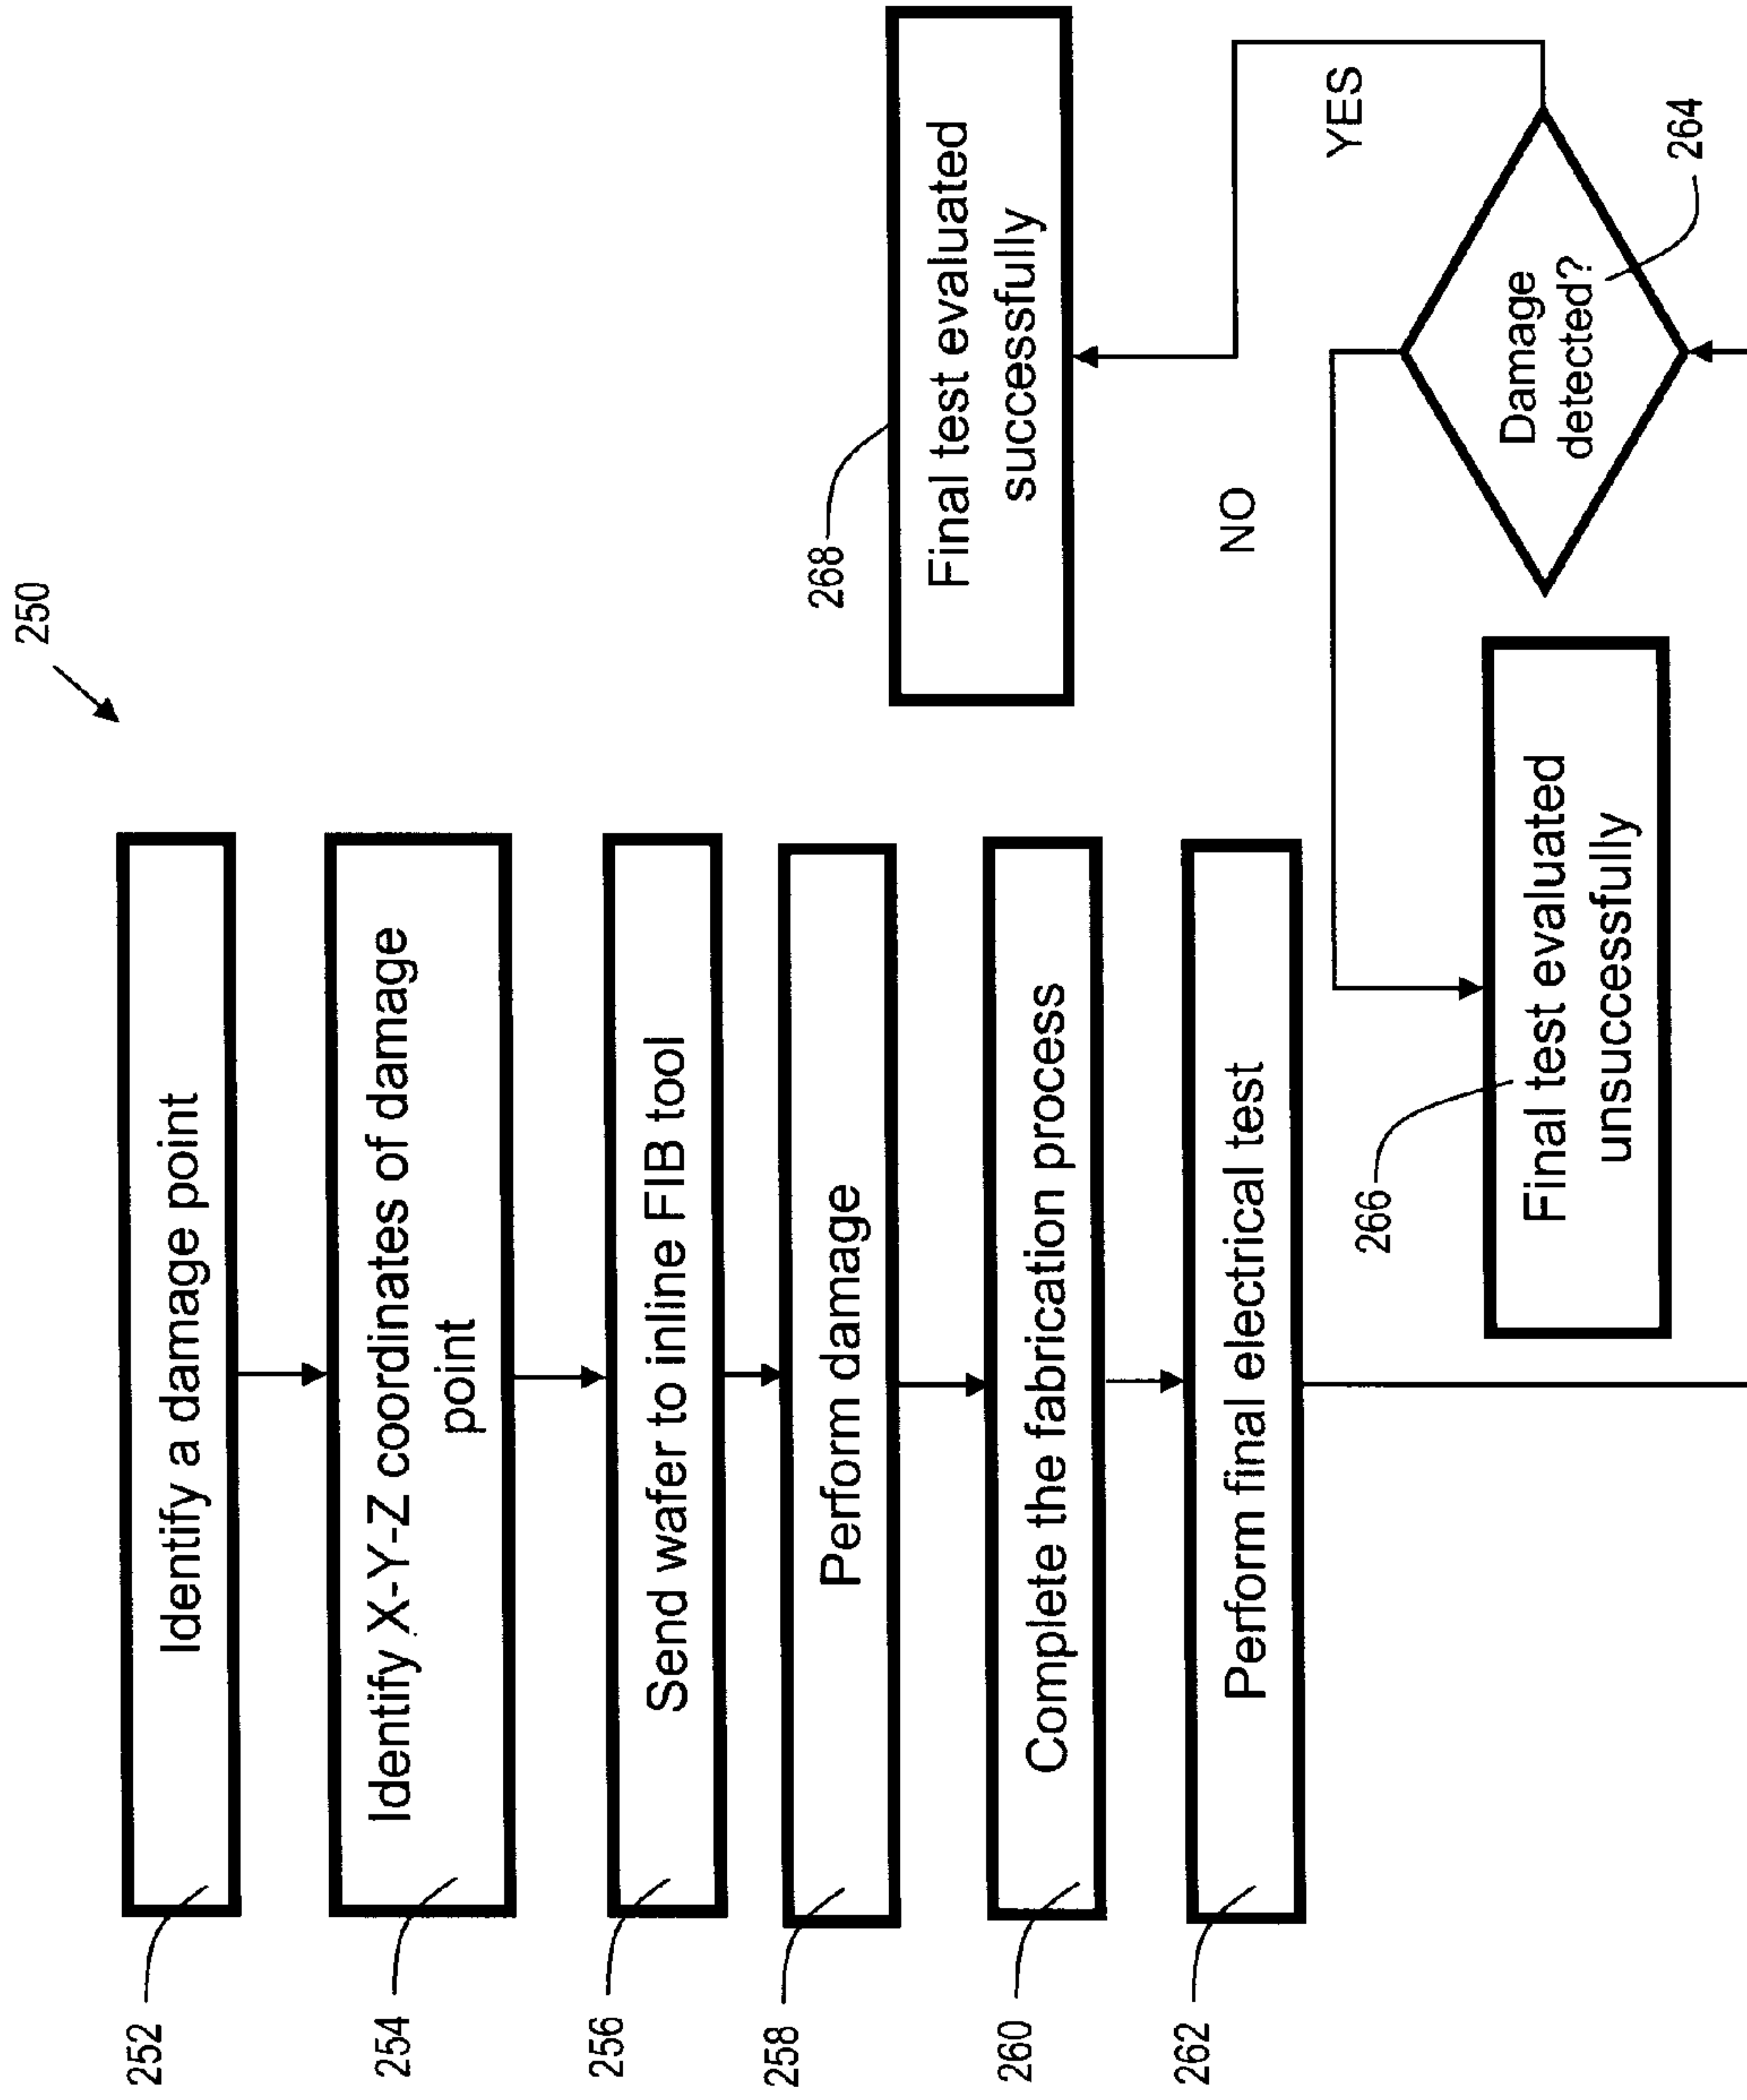 250
252
Identify a damage point
254
Identify X-Y-Z coordinates of damage
point
256
Send wafer to inline FIB tool
258
Perform damage
260
Complete the fabrication process
262
Perform final electrical test
264
Damage
detected?
NO
YES
266
Final test evaluated
unsuccessfully
268
Final test evaluated
successfully